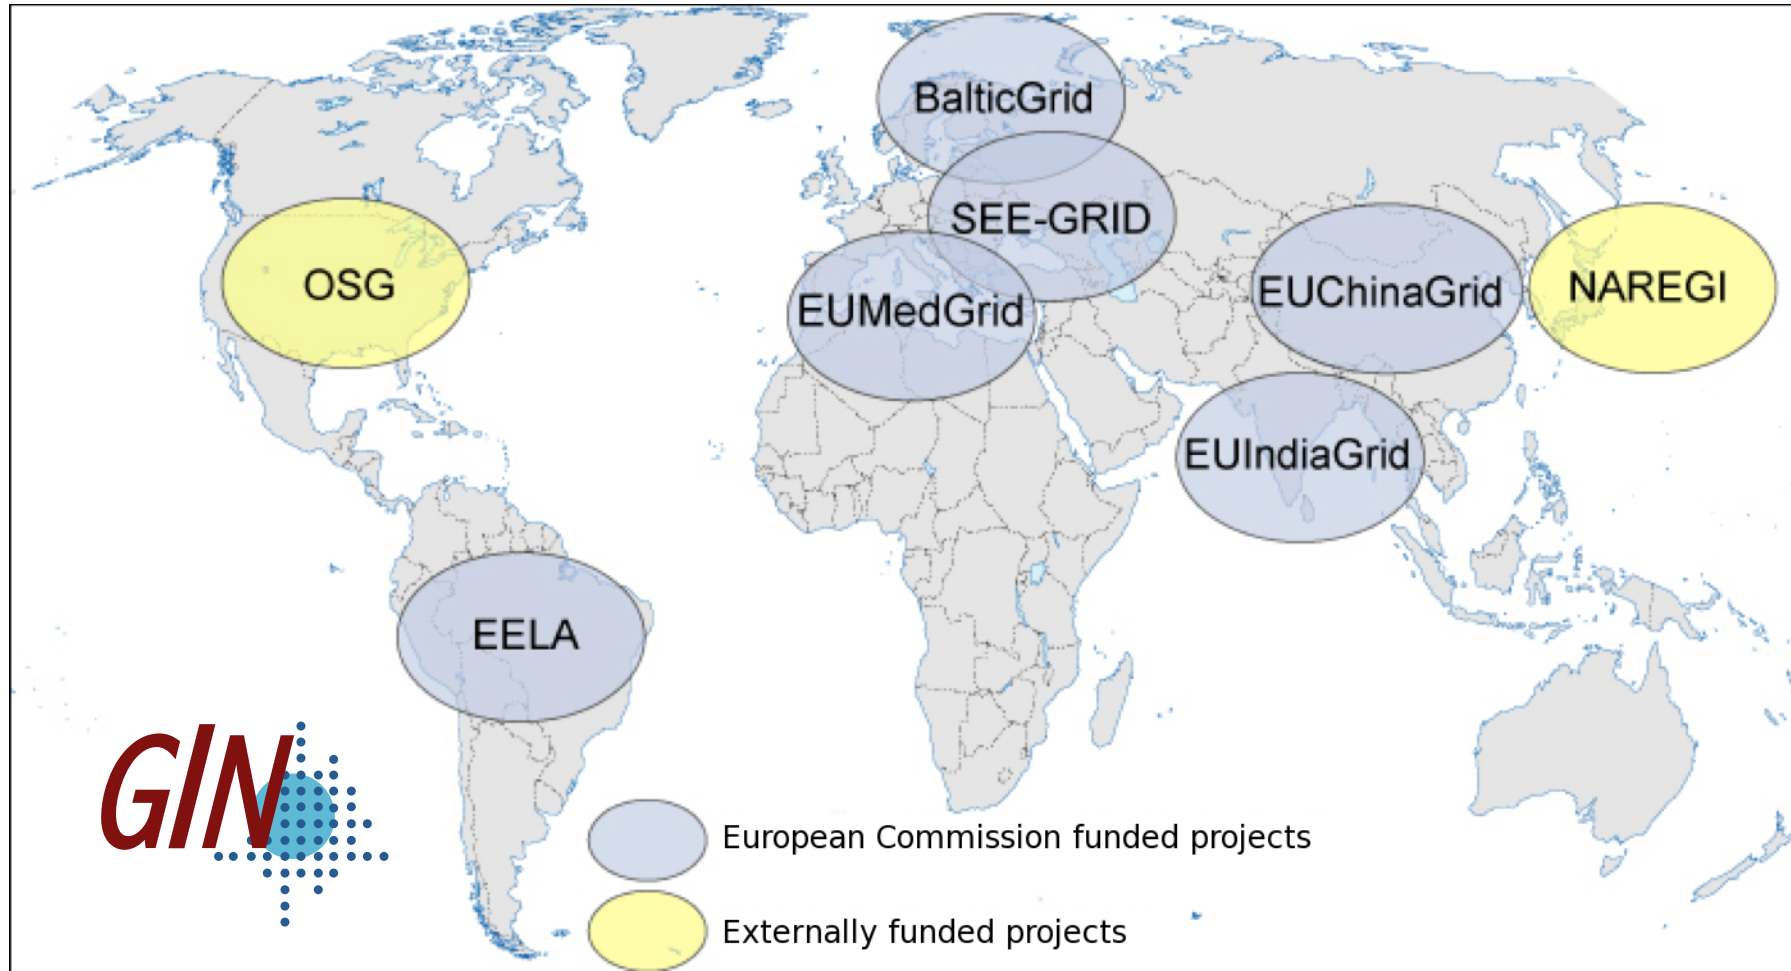 BalticGrid
SEE-GRID
OSG
EUMedGrid
EUChinaGrid
NAREGI
EUIndiaGrid
EELA
GIN
European Commission funded projects
Externally funded projects